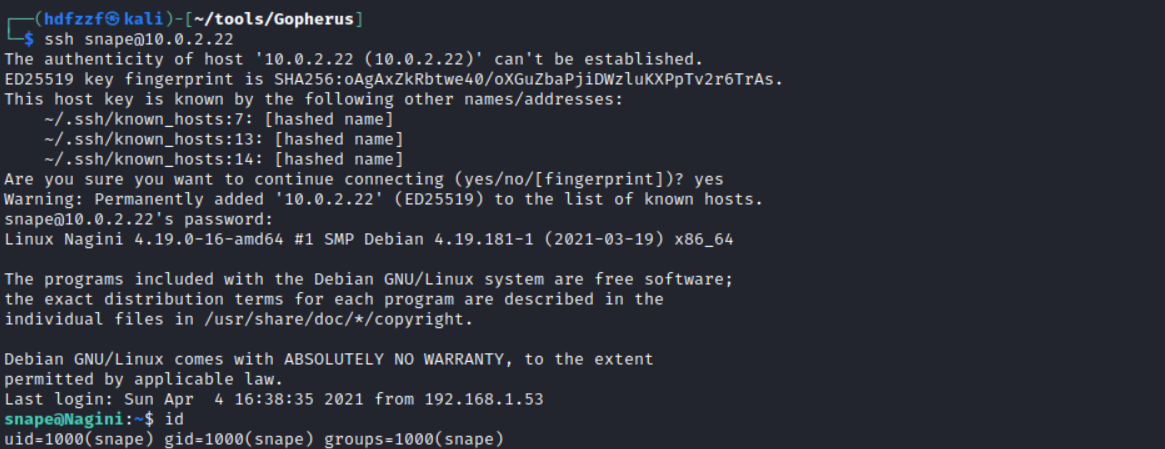 ┌──(hdfzzf㉿kali)-[~/tools/Gopherus]
└─$ ssh snape@10.0.2.22
The authenticity of host '10.0.2.22 (10.0.2.22)' can't be established.
ED25519 key fingerprint is SHA256:oAgAxZkRbtwe40/oXGuZbaPjiDWzluKXPpTv2r6TrAs.
This host key is known by the following other names/addresses:
    ~/.ssh/known_hosts:7: [hashed name]
    ~/.ssh/known_hosts:13: [hashed name]
    ~/.ssh/known_hosts:14: [hashed name]
Are you sure you want to continue connecting (yes/no/[fingerprint])? yes
Warning: Permanently added '10.0.2.22' (ED25519) to the list of known hosts.
snape@10.0.2.22's password:
Linux Nagini 4.19.0-16-amd64 #1 SMP Debian 4.19.181-1 (2021-03-19) x86_64

The programs included with the Debian GNU/Linux system are free software;
the exact distribution terms for each program are described in the
individual files in /usr/share/doc/*/copyright.

Debian GNU/Linux comes with ABSOLUTELY NO WARRANTY, to the extent
permitted by applicable law.
Last login: Sun Apr  4 16:38:35 2021 from 192.168.1.53
snape@Nagini:~$ id
uid=1000(snape) gid=1000(snape) groups=1000(snape)